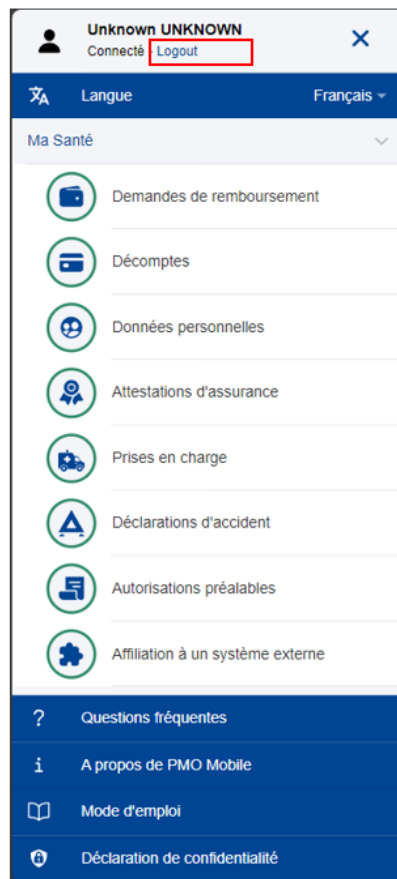 Unknown UNKNOWN
Connecté - Logout
Langue Français
Ma Santé
Demandes de remboursement
Décomptes
Données personnelles
Attestations d'assurance
Prises en charge
Déclarations d'accident
Autorisations préalables
Affiliation à un système externe
? Questions fréquentes
i A propos de PMO Mobile
Mode d'emploi
Déclaration de confidentialité